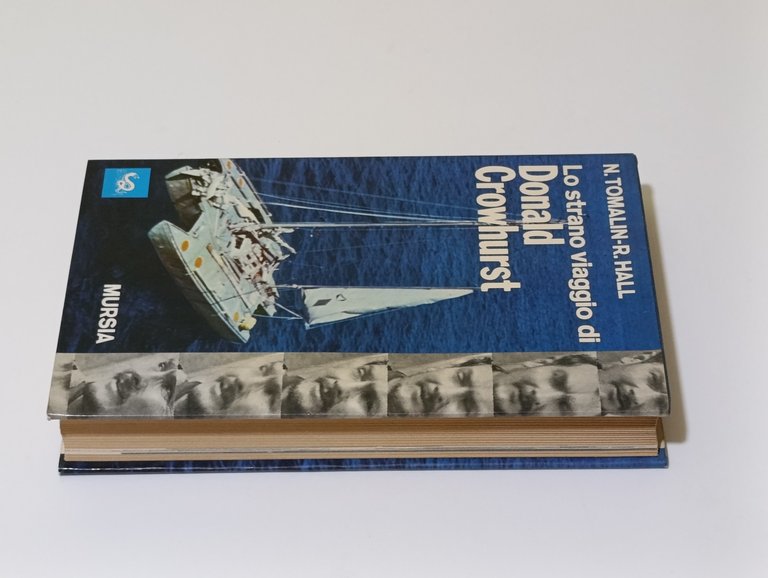 N. TOMALIN-R. HALL
Lo strano viaggio di
Donald
Crowhurst
MURSIA